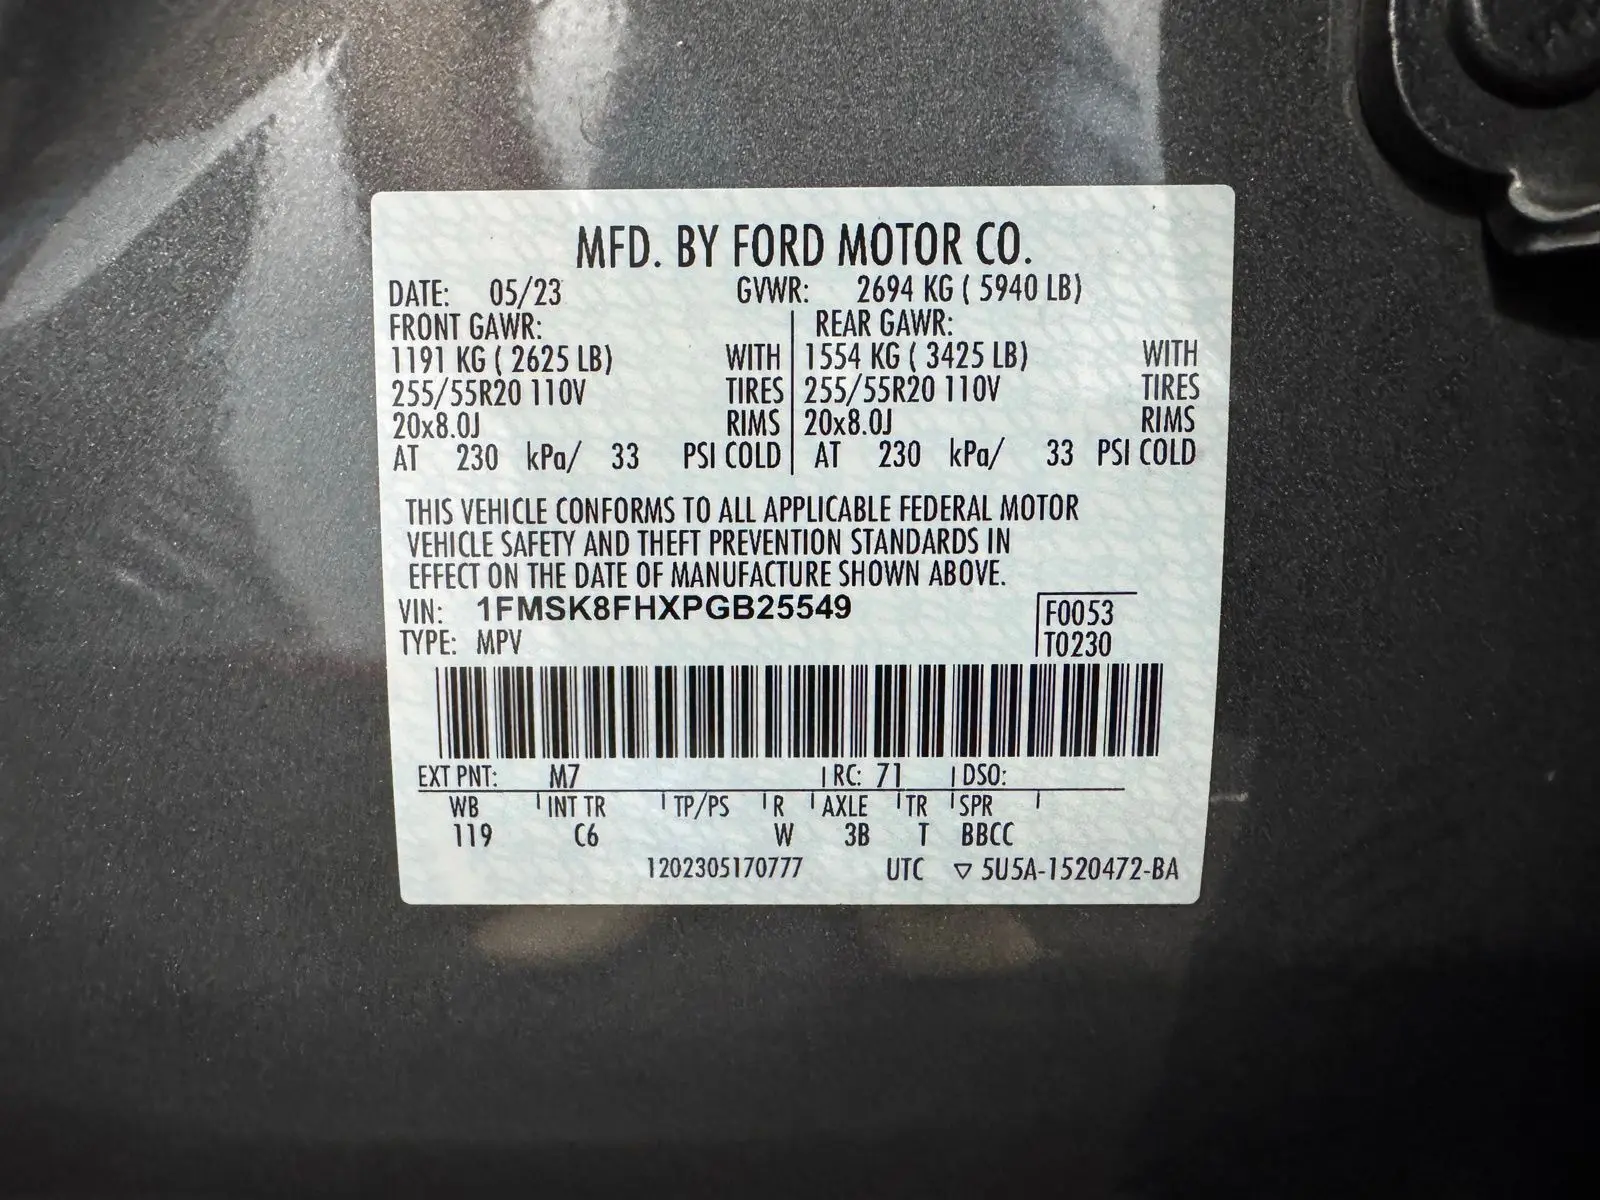 MFD. BY FORD MOTOR CO.
DATE: 05/23 GVWR: 2694 KG ( 5940 LB)
FRONT GAWR: REAR GAWR:
1191 KG ( 2625 LB) WITH 1554 KG ( 3425 LB) WITH
255/55R20 110V TIRES 255/55R20 110V TIRES
20x8.0J RIMS 20x8.0J RIMS
AT 230 kPa/ 33 PSI COLD AT 230 kPa/ 33 PSI COLD
THIS VEHICLE CONFORMS TO ALL APPLICABLE FEDERAL MOTOR
VEHICLE SAFETY AND THEFT PREVENTION STANDARDS IN
EFFECT ON THE DATE OF MANUFACTURE SHOWN ABOVE.
VIN: 1FMSK8FHXPGB25549 F0053
TYPE: MPV T0230
EXT PNT: M7 RC: 71 DSO:
WB INT TR TP/PS R AXLE TR SPR
119 C6 W 3B T BBCC
1202305170777 UTC ▽ 5U5A-1520472-BA